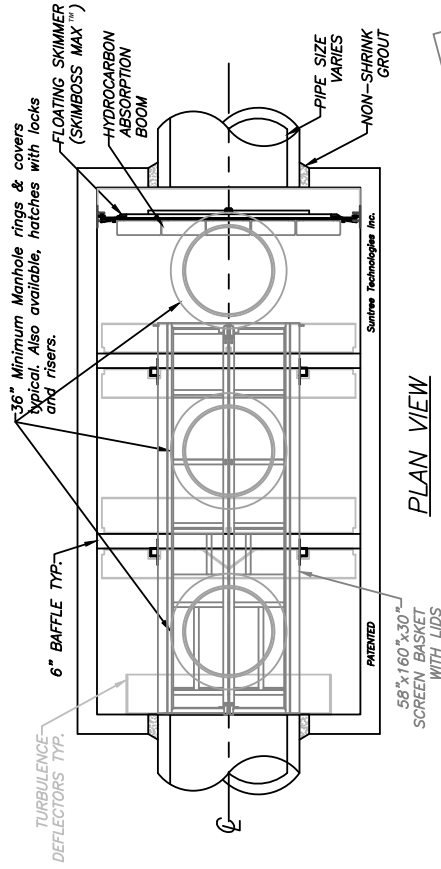 36" Minimum Manhole rings & covers
typical. Also available, hatches with locks
and risers.
FLOATING SKIMMER
(SKIMBOSS MAX™)
HYDROCARBON
ABSORPTION
BOOM
PIPE SIZE
VARIES
NON-SHRINK
GROUT
6" BAFFLE TYP.
TURBULENCE
DEFLECTORS TYP.
℄
58"x160"x30"
SCREEN BASKET
WITH LIDS
PATENTED
Suntree Technologies Inc.
PLAN VIEW